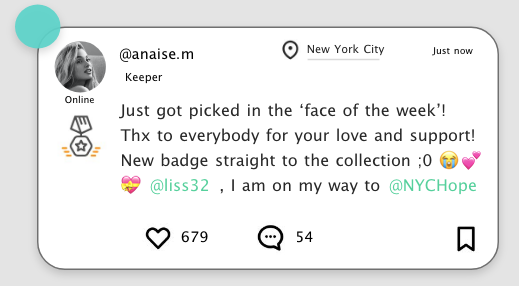 @anaise.m
New York City
Just now
Keeper
Online
Just got picked in the ‘face of the week’!
Thx to everybody for your love and support!
New badge straight to the collection ;0 😭💕
💝 @liss32 , I am on my way to @NYCHope
679
54